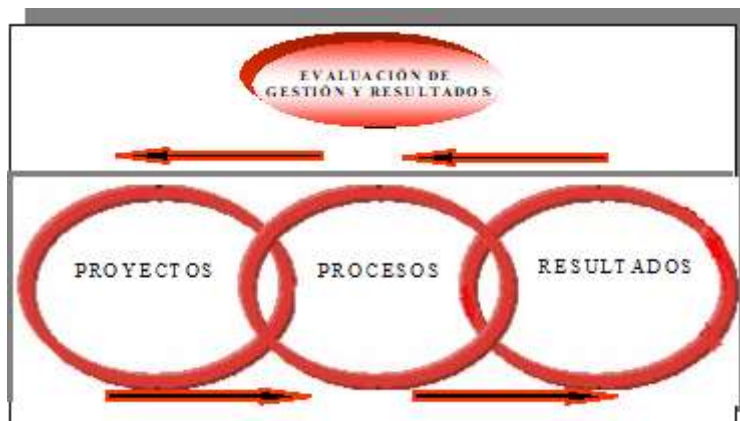 EVALUACIÓN DE
GESTIÓN Y RESULTADOS
PROYECTOS
PROCESOS
RESULTADOS